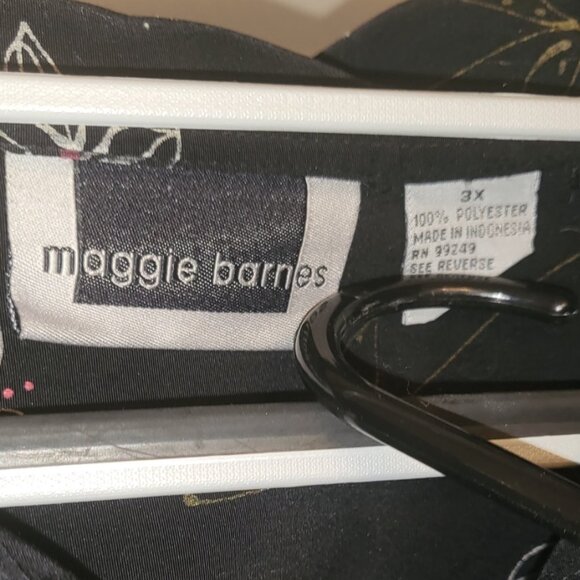 maggie barnes
3X
100% POLYESTER
MADE IN INDONESIA
RN 99249
SEE REVERSE